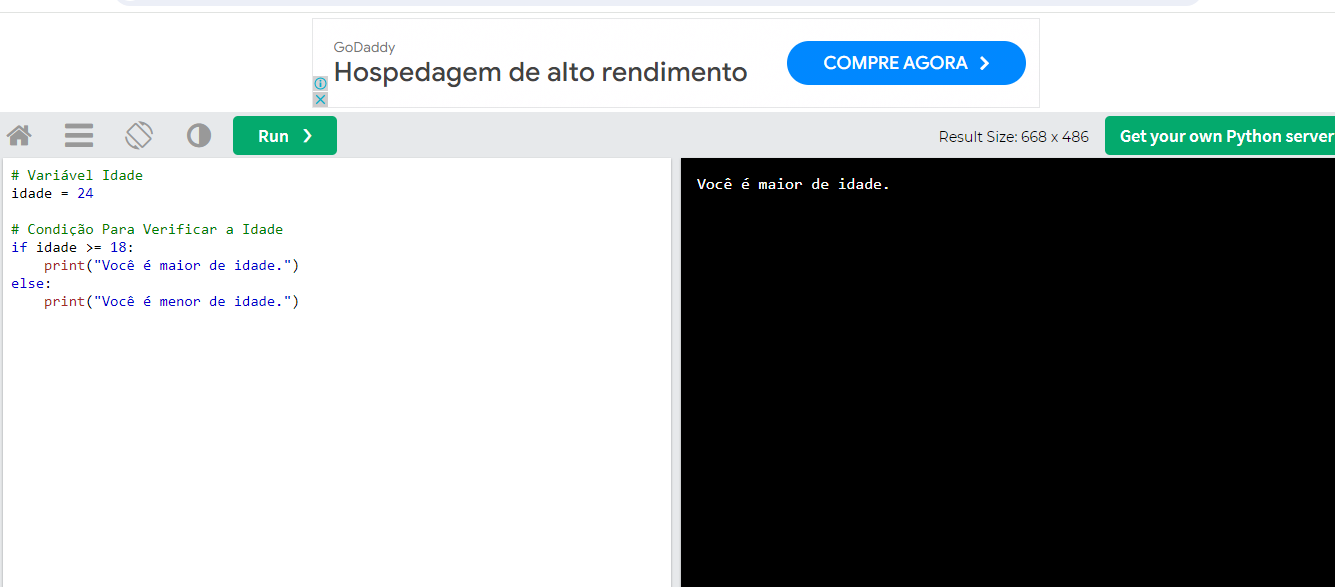 GoDaddy
Hospedagem de alto rendimento
COMPRE AGORA
Run
Result Size: 668 x 486
Get your own Python server
# Variável Idade
idade = 24
# Condição Para Verificar a Idade
if idade >= 18:
    print("Você é maior de idade.")
else:
    print("Você é menor de idade.")
Você é maior de idade.